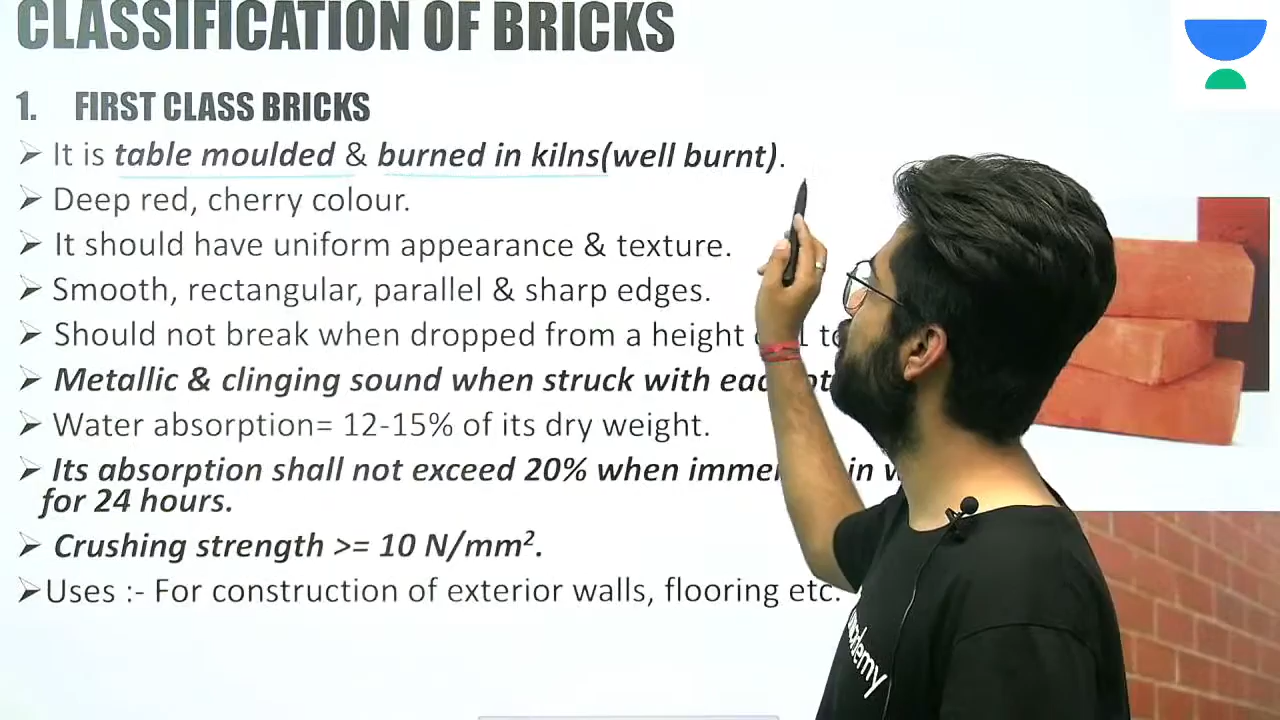 CLASSIFICATION OF BRICKS
1. FIRST CLASS BRICKS
➢ It is table moulded & burned in kilns(well burnt).
➢ Deep red, cherry colour.
➢ It should have uniform appearance & texture.
➢ Smooth, rectangular, parallel & sharp edges.
➢ Should not break when dropped from a height 1
➢ Metallic & clinging sound when struck with
➢ Water absorption= 12-15% of its dry weight.
➢ Its absorption shall not exceed 20% when in
for 24 hours.
➢ Crushing strength >= 10 N/mm².
➢Uses :- For construction of exterior walls, flooring etc.